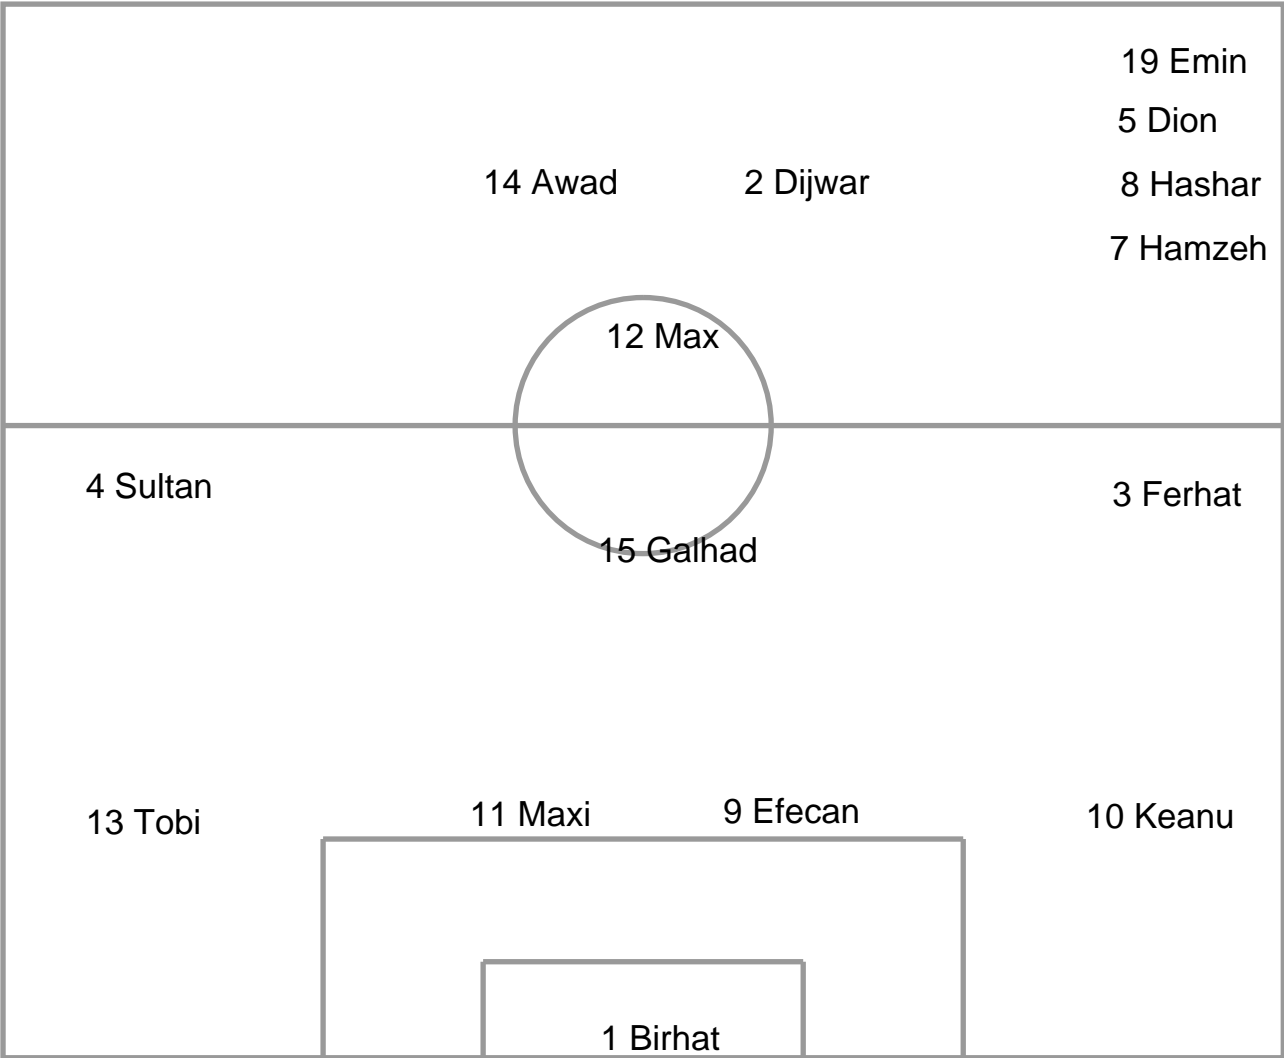 19 Emin
5 Dion
14 Awad 2 Dijwar 8 Hashar
7 Hamzeh
12 Max
4 Sultan 3 Ferhat
15 Galhad
13 Tobi 11 Maxi 9 Efecan 10 Keanu
1 Birhat